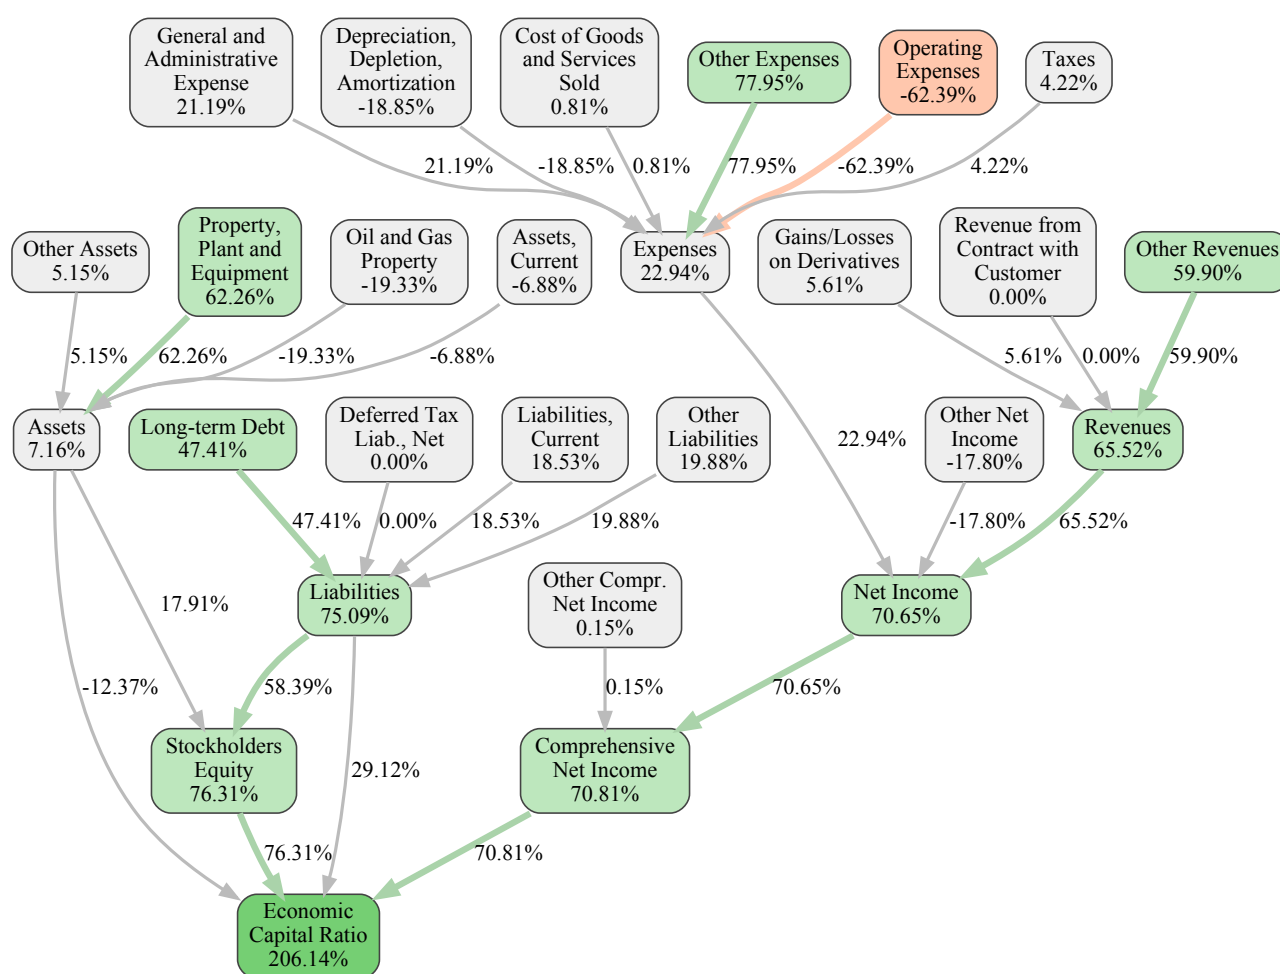 General and
Administrative
Expense
21.19%
Depreciation,
Depletion,
Amortization
-18.85%
Cost of Goods
and Services
Sold
0.81%
Other Expenses
77.95%
Operating
Expenses
-62.39%
Taxes
4.22%
21.19%
-18.85%
0.81%
77.95%
-62.39%
4.22%
Other Assets
5.15%
Property,
Plant and
Equipment
62.26%
Oil and Gas
Property
-19.33%
Assets,
Current
-6.88%
Expenses
22.94%
Gains/Losses
on Derivatives
5.61%
Revenue from
Contract with
Customer
0.00%
Other Revenues
59.90%
5.15%
62.26%
-19.33%
-6.88%
5.61%
0.00%
59.90%
Assets
7.16%
Long-term Debt
47.41%
Deferred Tax
Liab., Net
0.00%
Liabilities,
Current
18.53%
Other
Liabilities
19.88%
22.94%
Other Net
Income
-17.80%
Revenues
65.52%
47.41%
0.00%
18.53%
19.88%
-17.80%
65.52%
17.91%
Liabilities
75.09%
Other Compr.
Net Income
0.15%
Net Income
70.65%
-12.37%
58.39%
0.15%
70.65%
Stockholders
Equity
76.31%
29.12%
Comprehensive
Net Income
70.81%
76.31%
70.81%
Economic
Capital Ratio
206.14%